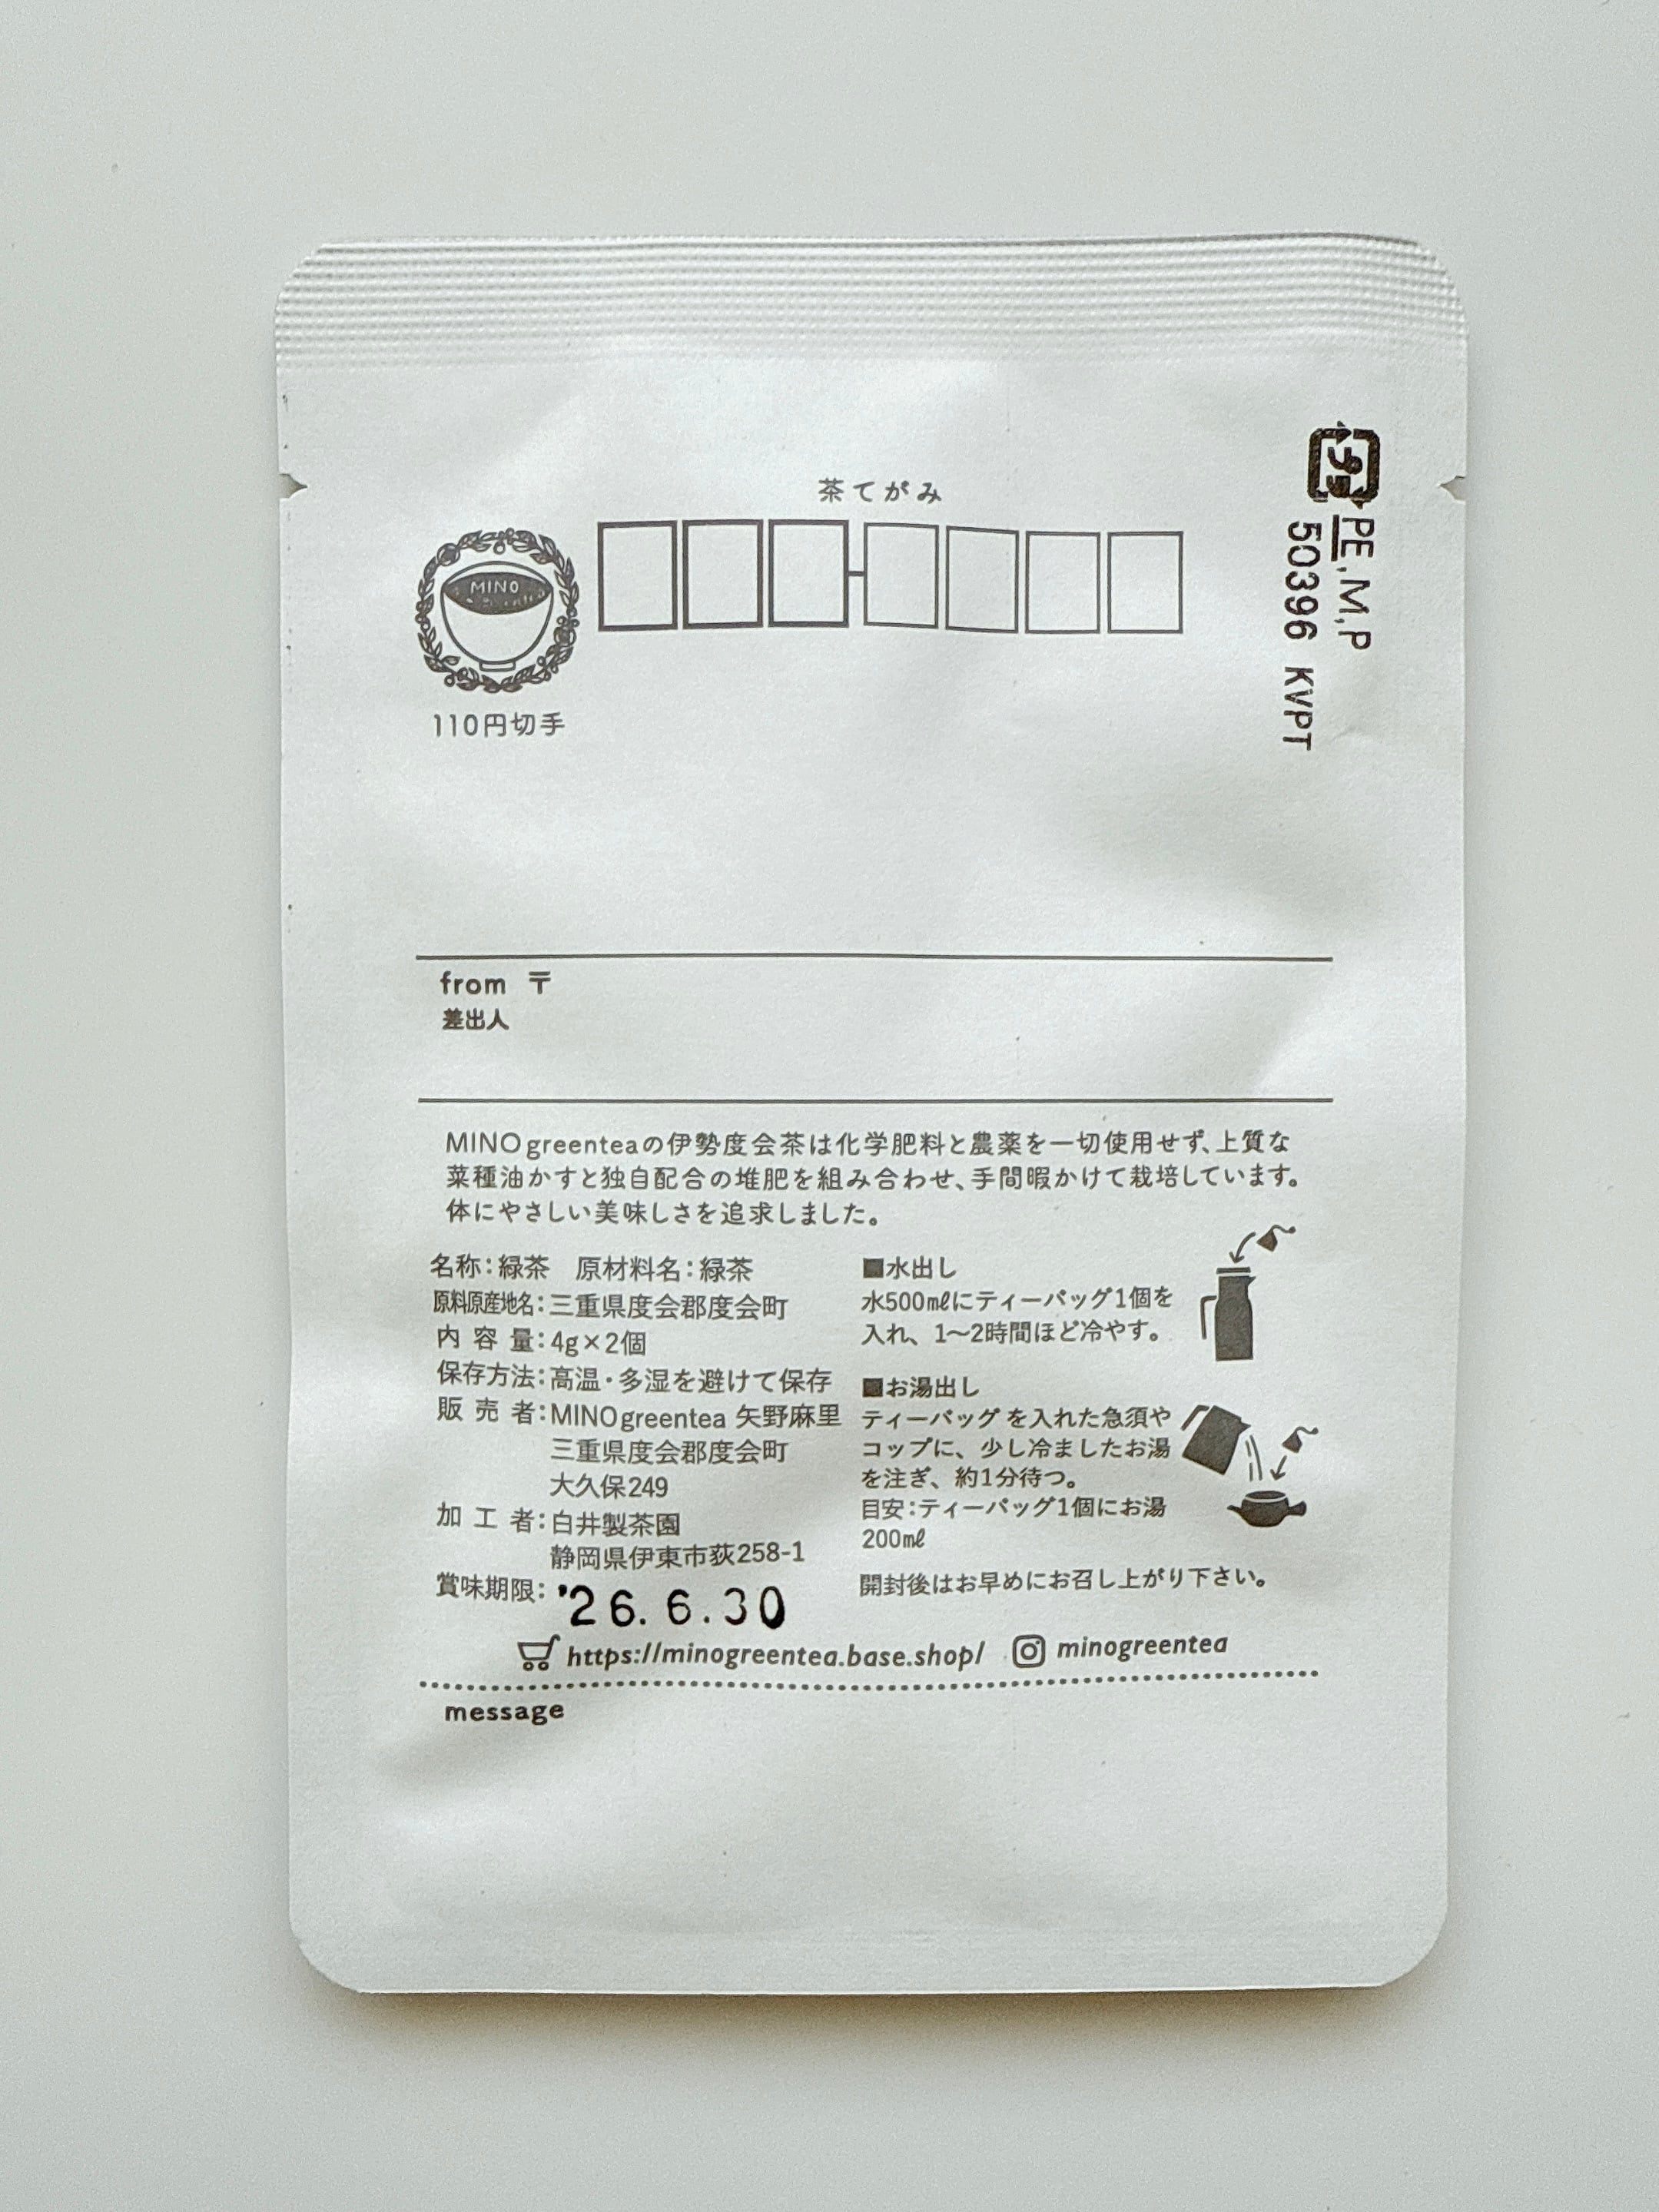 茶てがみ
MINO
110円切手
プラ
PE,M,P
50396 KVPT
from 〒
差出人
MINOgreenteaの伊勢度会茶は化学肥料と農薬を一切使用せず、上質な
菜種油かすと独自配合の堆肥を組み合わせ、手間暇かけて栽培しています。
体にやさしい美味しさを追求しました。
名称：緑茶　原材料名：緑茶
原料原産地名：三重県度会郡度会町
内容量：4g×2個
保存方法：高温・多湿を避けて保存
販売者：MINOgreentea 矢野麻里
三重県度会郡度会町
大久保249
加工者：白井製茶園
静岡県伊東市荻258-1
賞味期限：'26.6.30
■水出し
水500㎖にティーバッグ1個を
入れ、1〜2時間ほど冷やす。
■お湯出し
ティーバッグを入れた急須や
コップに、少し冷ましたお湯
を注ぎ、約1分待つ。
目安：ティーバッグ1個にお湯
200㎖
開封後はお早めにお召し上がり下さい。
https://minogreentea.base.shop/ minogreentea
message